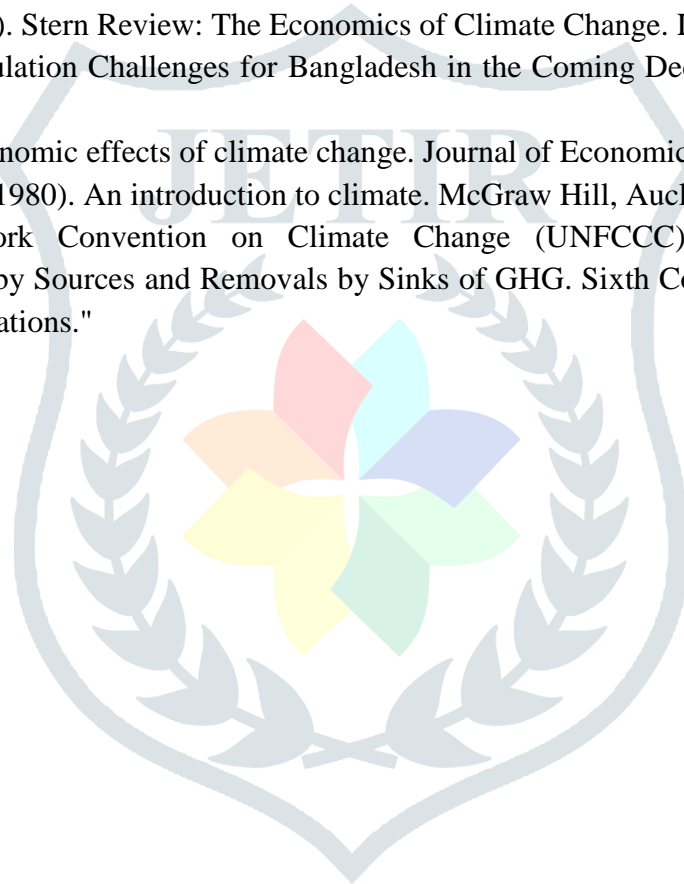 ). Stern Review: The Economics of Climate Change.
ulation Challenges for Bangladesh in the Coming Dec
nomic effects of climate change. Journal of Economic
1980). An introduction to climate. McGraw Hill, Auc
ork Convention on Climate Change (UNFCCC)
by Sources and Removals by Sinks of GHG. Sixth Co
ations."
JETIR